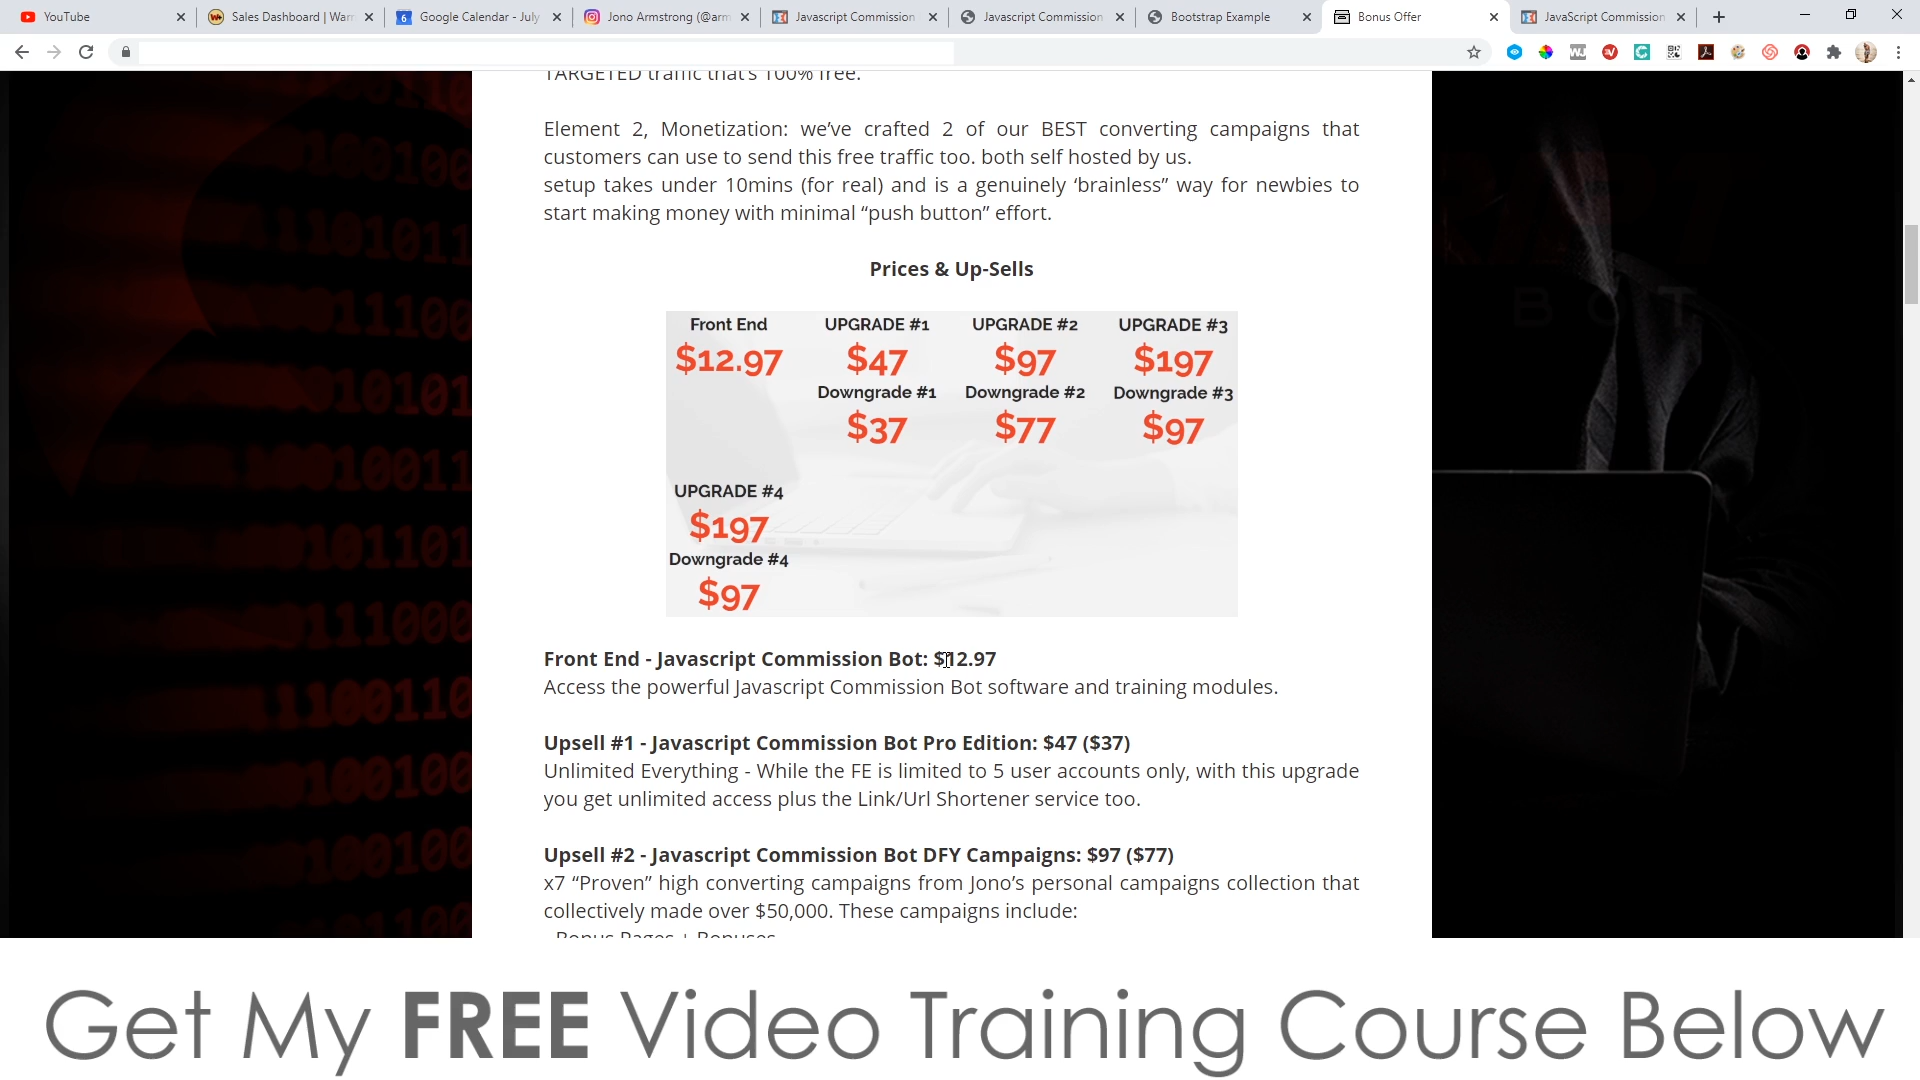 YouTube
Sales Dashboard | War
Google Calendar - July
Jono Armstrong (@arm
Javascript Commission
Javascript Commission
Bootstrap Example
Bonus Offer
JavaScript Commission
TARGETED traffic that's 100% free.
Element 2, Monetization: we've crafted 2 of our BEST converting campaigns that
customers can use to send this free traffic too. both self hosted by us.
setup takes under 10mins (for real) and is a genuinely ‘brainless” way for newbies to
start making money with minimal “push button” effort.
Prices & Up-Sells
Front End UPGRADE #1 UPGRADE #2 UPGRADE #3
$12.97 $47 $97 $197
Downgrade #1 Downgrade #2 Downgrade #3
$37 $77 $97
UPGRADE #4
$197
Downgrade #4
$97
Front End - Javascript Commission Bot: $12.97
Access the powerful Javascript Commission Bot software and training modules.
Upsell #1 - Javascript Commission Bot Pro Edition: $47 ($37)
Unlimited Everything - While the FE is limited to 5 user accounts only, with this upgrade
you get unlimited access plus the Link/Url Shortener service too.
Upsell #2 - Javascript Commission Bot DFY Campaigns: $97 ($77)
x7 “Proven” high converting campaigns from Jono’s personal campaigns collection that
collectively made over $50,000. These campaigns include:
- Bonus Pages + Bonuses
BOT
Get My FREE Video Training Course Below